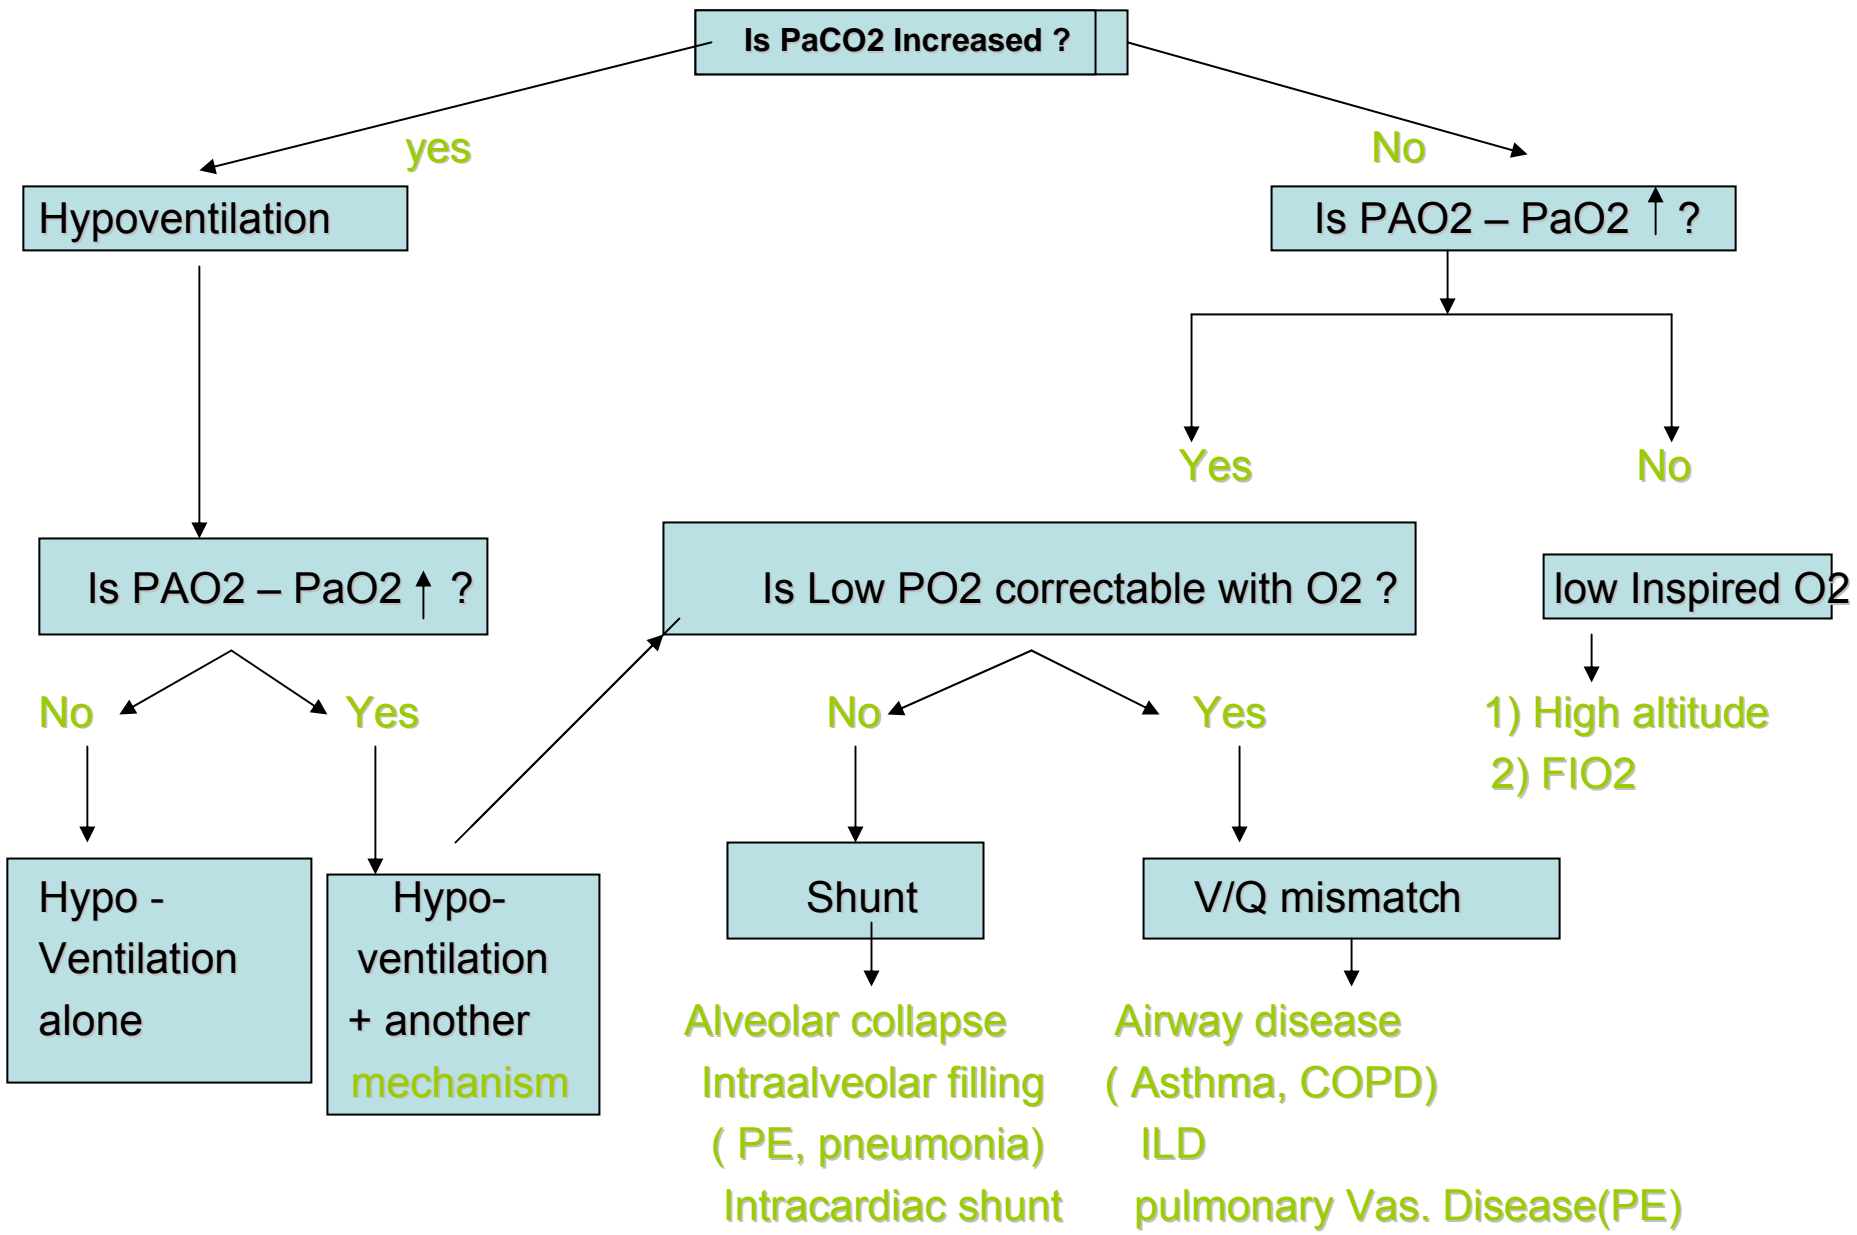 Is PaCO2 Increased ?
yes
No
Hypoventilation
Is PAO2 – PaO2 ↑ ?
Yes
No
Is PAO2 – PaO2 ↑ ?
Is Low PO2 correctable with O2 ?
low Inspired O2
No
Yes
No
Yes
1) High altitude
2) FIO2
Hypo -
Ventilation
alone
Hypo-
ventilation
+ another
mechanism
Shunt
V/Q mismatch
Alveolar collapse
Intraalveolar filling
( PE, pneumonia)
Intracardiac shunt
Airway disease
( Asthma, COPD)
ILD
pulmonary Vas. Disease(PE)